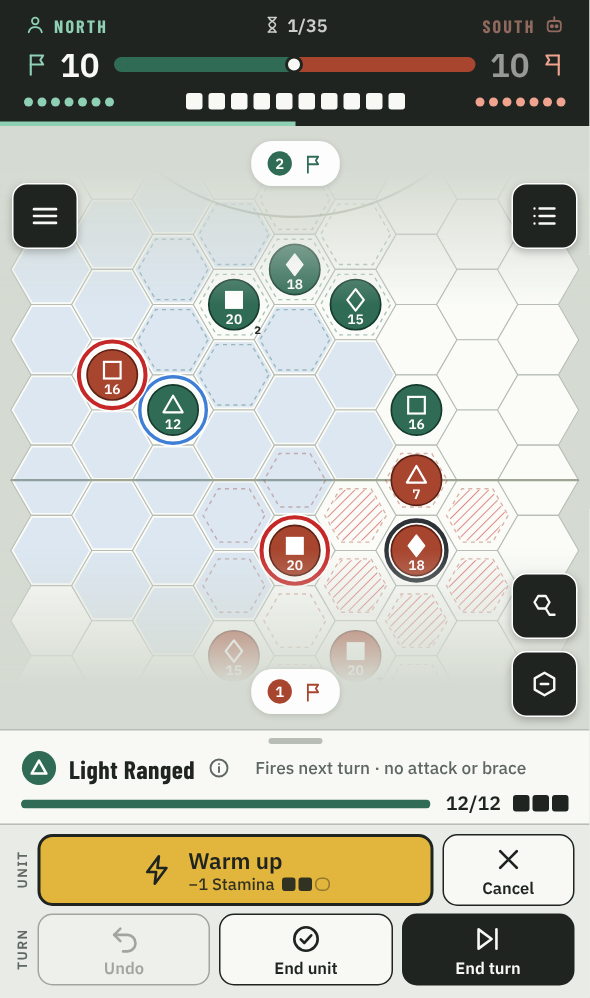 NORTH
1/35
SOUTH
10
10
2
18
20
2
15
16
12
16
7
20
18
15
20
1
Light Ranged
Fires next turn · no attack or brace
12/12
UNIT
Warm up
−1 Stamina
Cancel
TURN
Undo
End unit
End turn